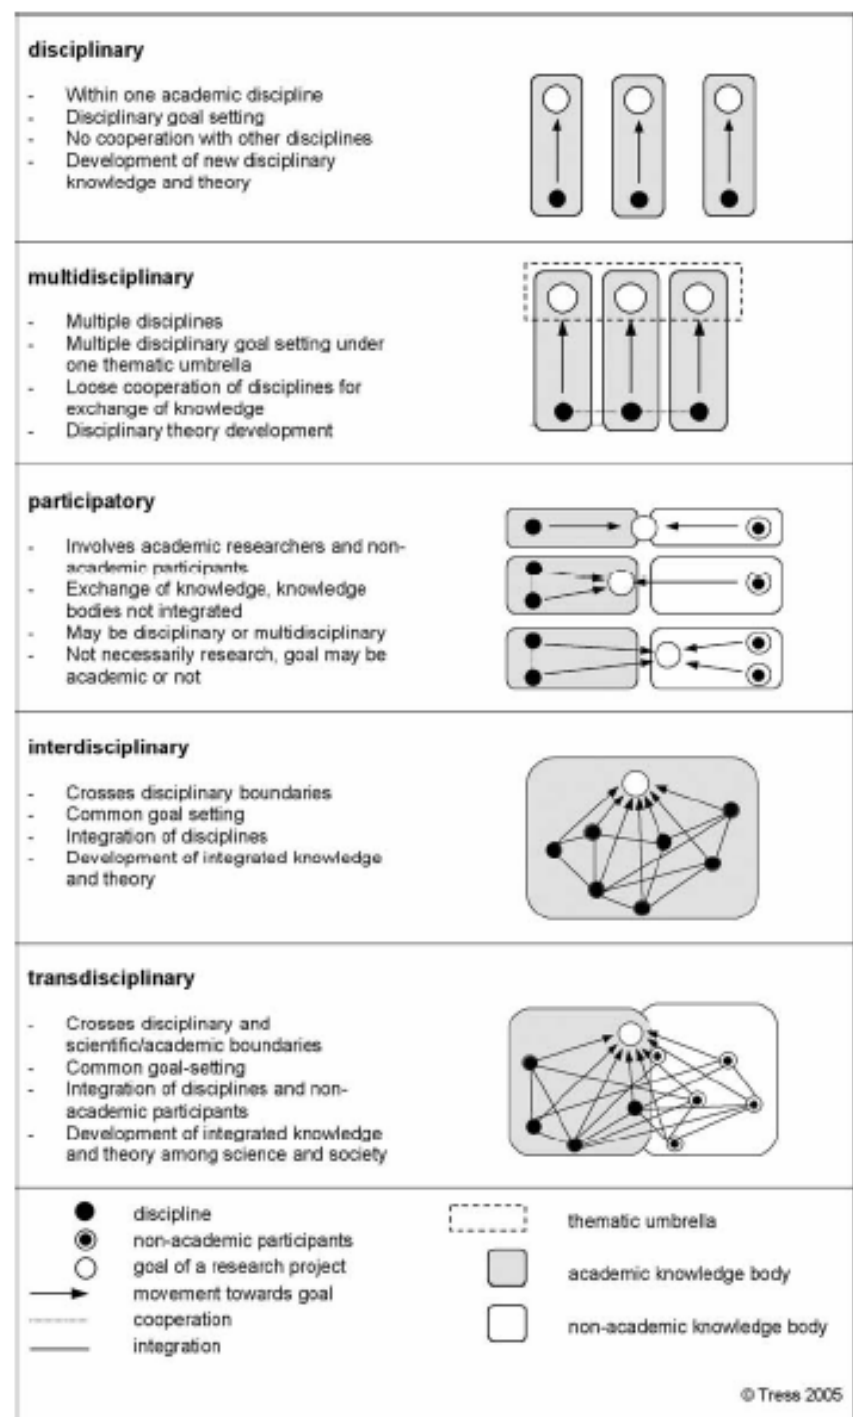 disciplinary
- Within one academic discipline
- Disciplinary goal setting
- No cooperation with other disciplines
- Development of new disciplinary
knowledge and theory
multidisciplinary
- Multiple disciplines
- Multiple disciplinary goal setting under
one thematic umbrella
- Loose cooperation of disciplines for
exchange of knowledge
- Disciplinary theory development
participatory
- Involves academic researchers and non-
academic participants
- Exchange of knowledge, knowledge
bodies not integrated
- May be disciplinary or multidisciplinary
- Not necessarily research, goal may be
academic or not
interdisciplinary
- Crosses disciplinary boundaries
- Common goal setting
- Integration of disciplines
- Development of integrated knowledge
and theory
transdisciplinary
- Crosses disciplinary and
scientific/academic boundaries
- Common goal-setting
- Integration of disciplines and non-
academic participants
- Development of integrated knowledge
and theory among science and society
discipline
non-academic participants
goal of a research project
movement towards goal
cooperation
integration
thematic umbrella
academic knowledge body
non-academic knowledge body
© Tress 2005